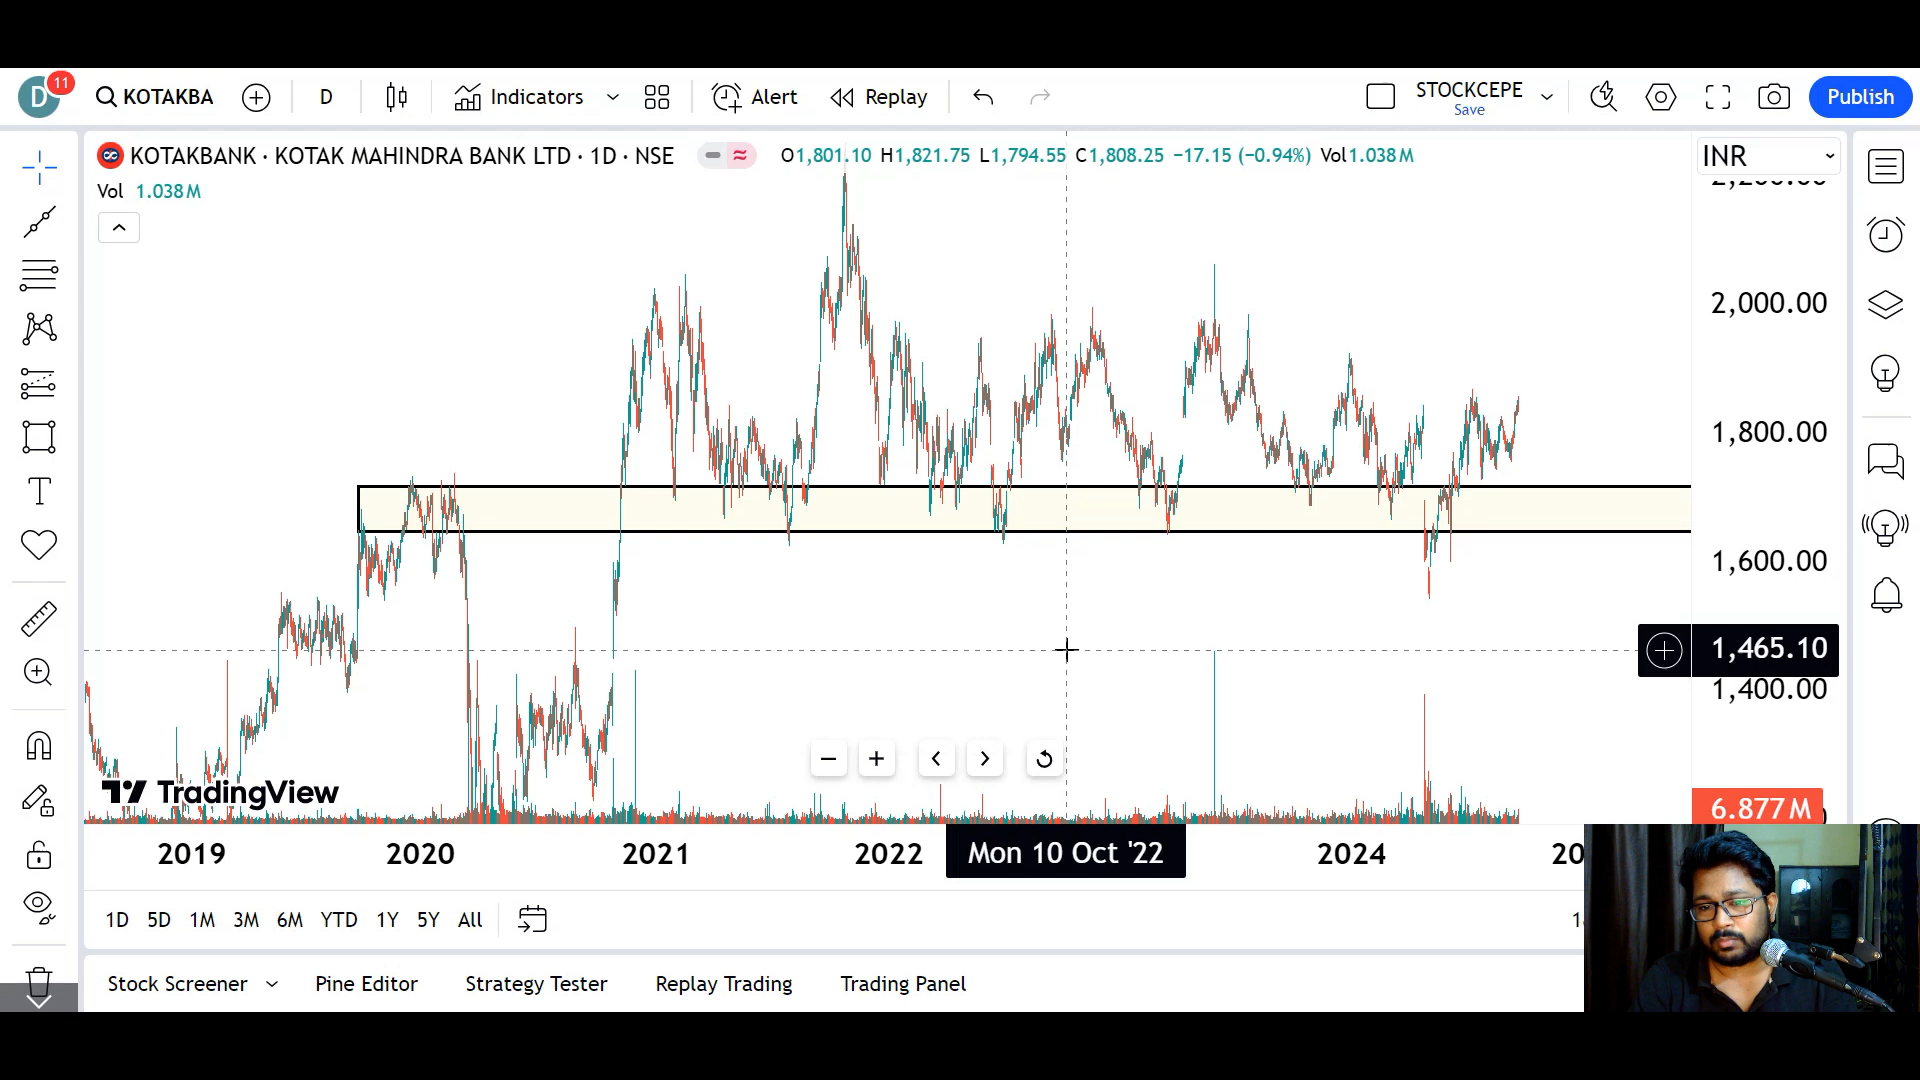 D
11
KOTAKBA
D
Indicators
Alert
Replay
STOCKCEPE
Save
Publish
KOTAKBANK · KOTAK MAHINDRA BANK LTD · 1D · NSE
O1,801.10 H1,821.75 L1,794.55 C1,808.25 −17.15 (−0.94%) Vol1.038M
INR
Vol 1.038M
2,000.00
1,800.00
1,600.00
1,465.10
1,400.00
TradingView
6.877M
2019
2020
2021
2022
Mon 10 Oct '22
2024
1D 5D 1M 3M 6M YTD 1Y 5Y All
Stock Screener
Pine Editor
Strategy Tester
Replay Trading
Trading Panel